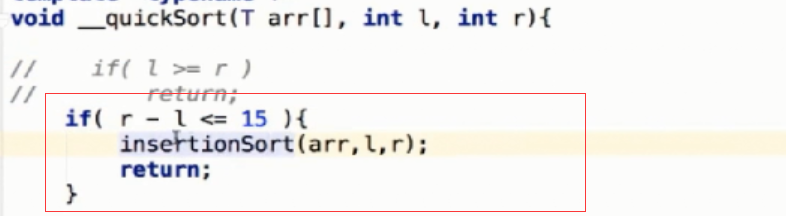 void __quickSort(T arr[], int l, int r){
//    if( l >= r )
//        return;
    if( r - l <= 15 ){
        insertionSort(arr,l,r);
        return;
    }